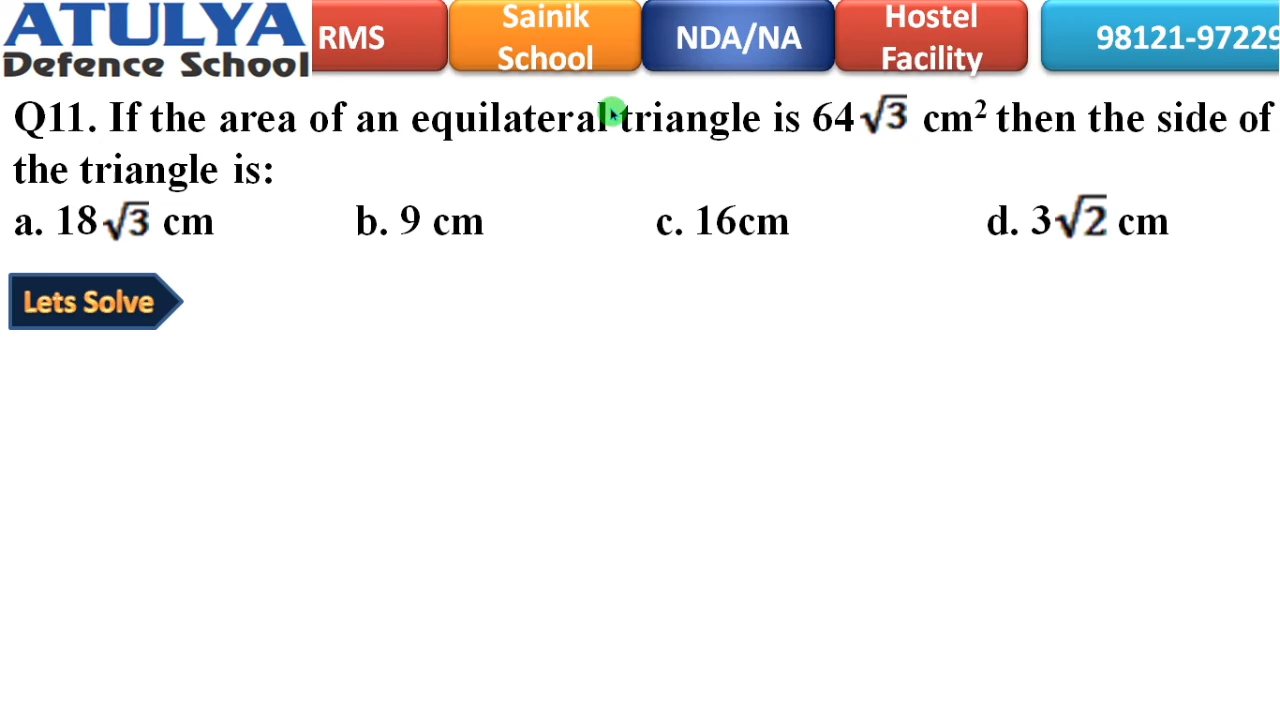 ATULYA
Defence School
RMS
Sainik
School
NDA/NA
Hostel
Facility
98121-97229
Q11. If the area of an equilateral triangle is 64√3 cm² then the side of
the triangle is:
a. 18√3 cm b. 9 cm c. 16cm d. 3√2 cm
Lets Solve